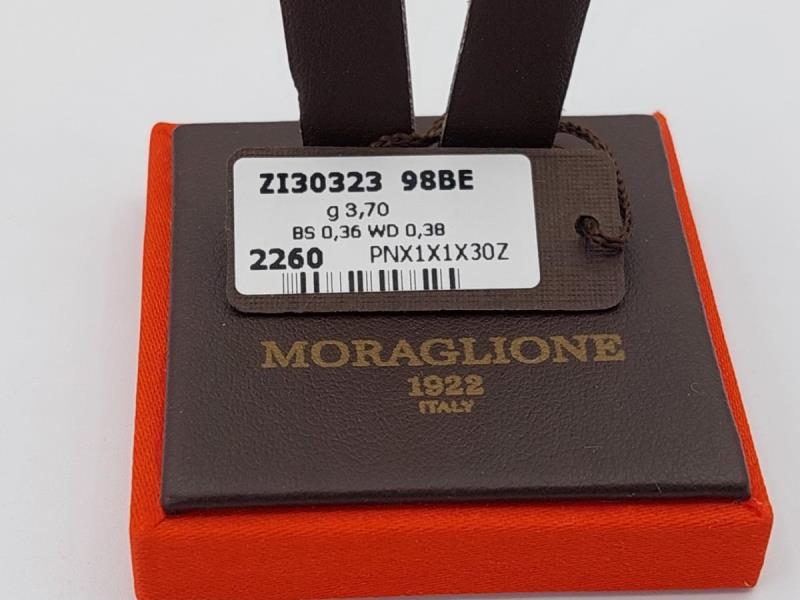 ZI30323 98BE
g 3,70
BS 0,36 WD 0,38
2260 PNX1X1X30Z
MORAGLIONE
1922
ITALY